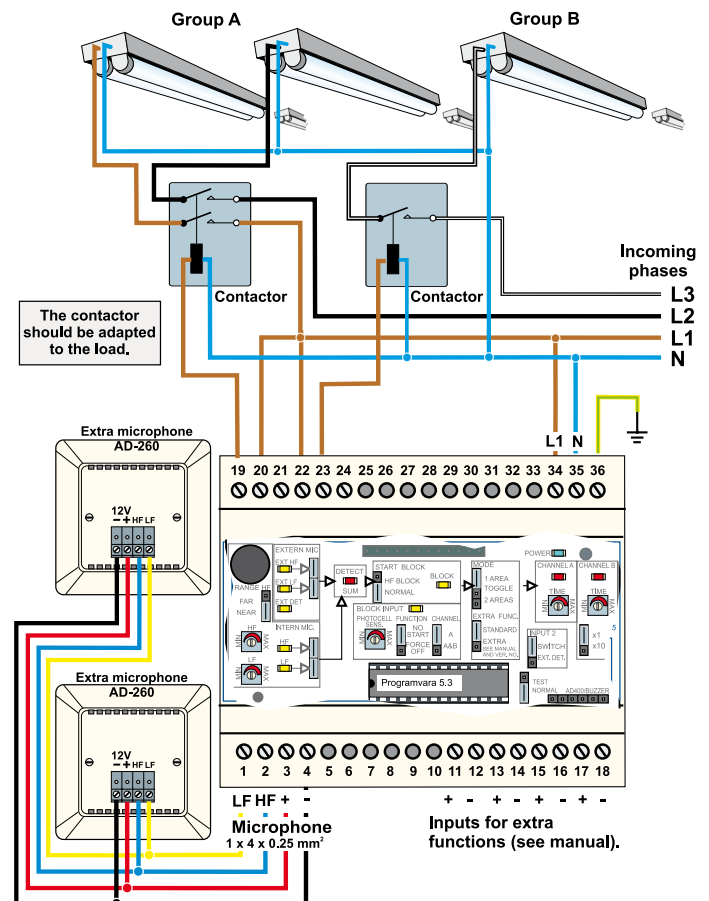 Group A
Group B
Incoming
phases
L3
L2
L1
N
Contactor
Contactor
The contactor
should be adapted
to the load.
L1 N
Extra microphone
AD-260
12V
– + HF LF
19 20 21 22 23 24 25 26 27 28 29 30 31 32 33 34 35 36
EXTERN MIC
EXT HF
EXT LF
EXT DET
RANGE HF
FAR
NEAR
HF
MIN
MAX
LF
MIN
MAX
INTERN MIC.
HF
LF
DETECT
SUM
START BLOCK
HF BLOCK
NORMAL
BLOCK
BLOCK INPUT
PHOTOCELL
SENS.
MIN
MAX
FUNCTION
NO
START
FORCE
OFF
CHANNEL
A
A&B
MODE
1 AREA
TOGGLE
2 AREAS
EXTRA FUNC.
STANDARD
EXTRA
SEE MANUAL
AND VER, NO,
POWER
CHANNEL A
TIME
MIN
MAX
CHANNEL B
TIME
MIN
MAX
INPUT 2
SWITCH
EXT. DET.
x1
x10
5
TEST
NORMAL
AD400/BUZZER
Programvara 5.3
Extra microphone
AD-260
12V
– + HF LF
1 2 3 4 5 6 7 8 9 10 11 12 13 14 15 16 17 18
LF HF + -
+ - + - + - + -
Microphone
1 x 4 x 0.25 mm²
Inputs for extra
functions (see manual).